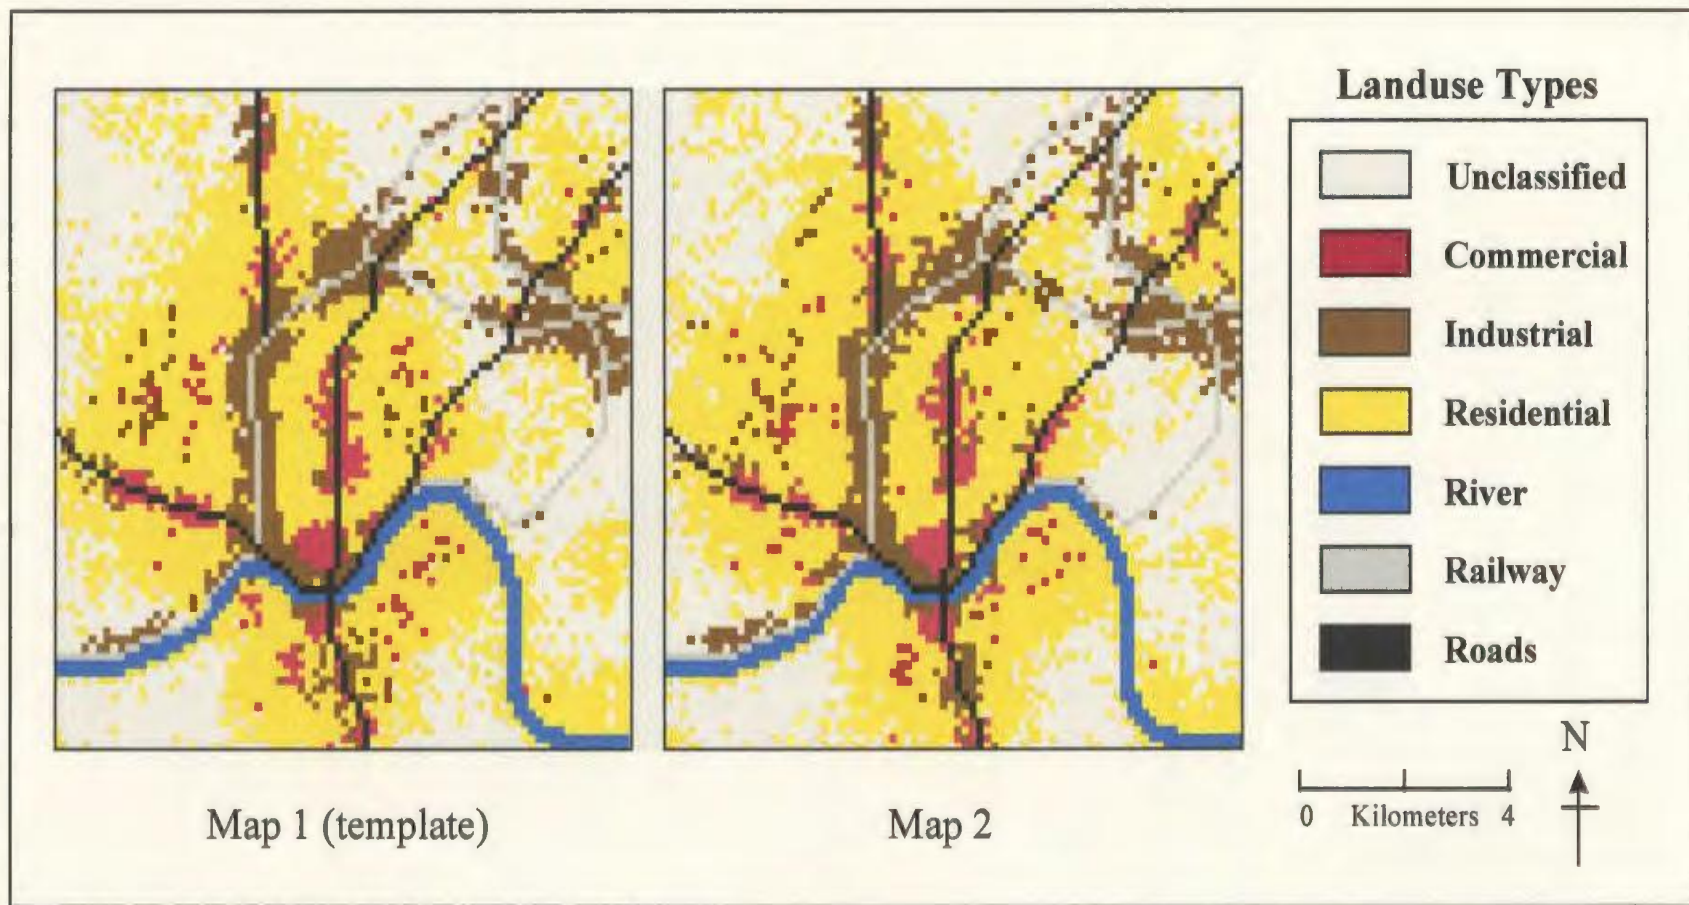 Landuse Types
Unclassified
Commercial
Industrial
Residential
River
Railway
Roads
Map 1 (template)
Map 2
0 Kilometers 4
N